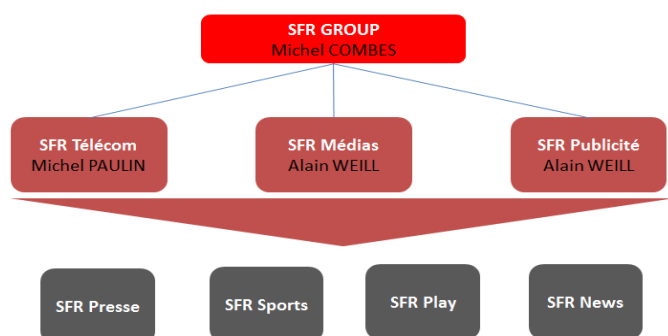 SFR GROUP
Michel COMBES
SFR Télécom
Michel PAULIN
SFR Médias
Alain WEILL
SFR Publicité
Alain WEILL
SFR Presse
SFR Sports
SFR Play
SFR News